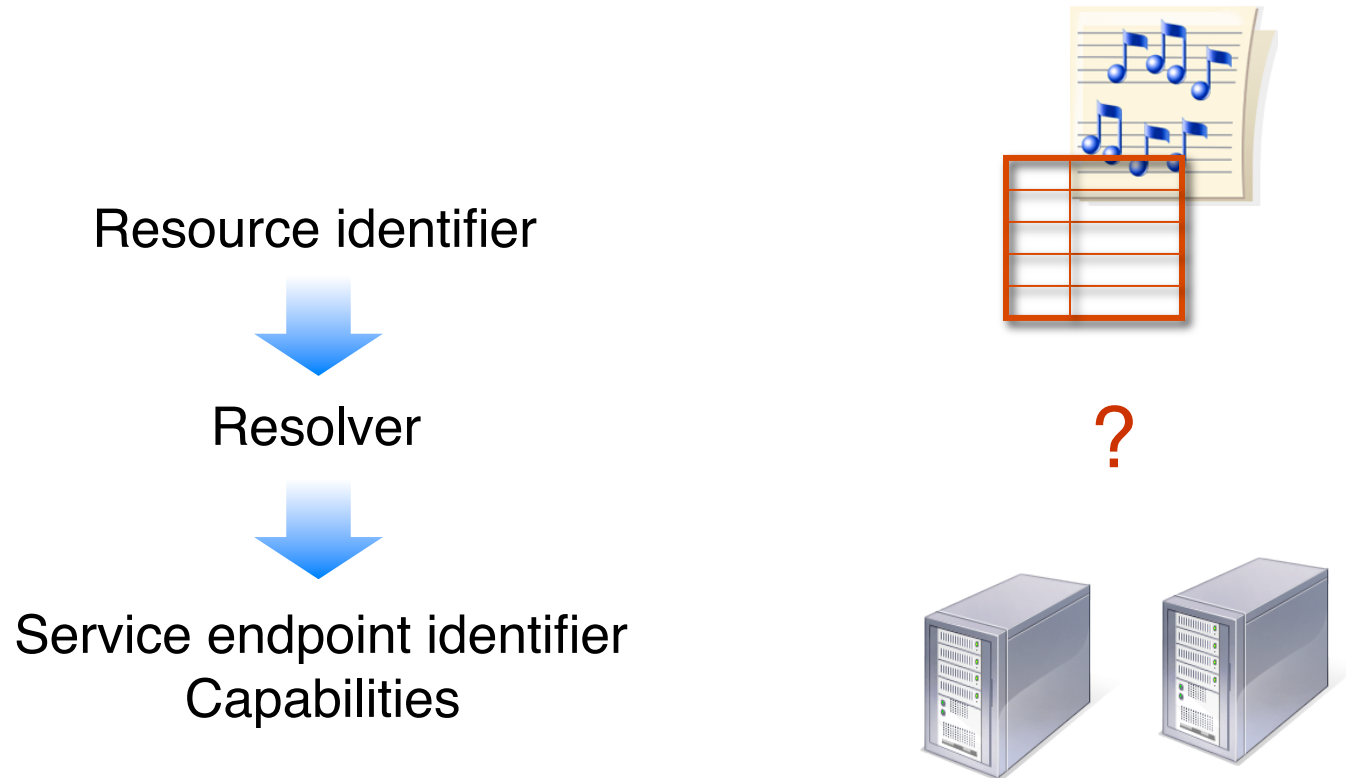 Resource identifier
Resolver
?
Service endpoint identifier
Capabilities